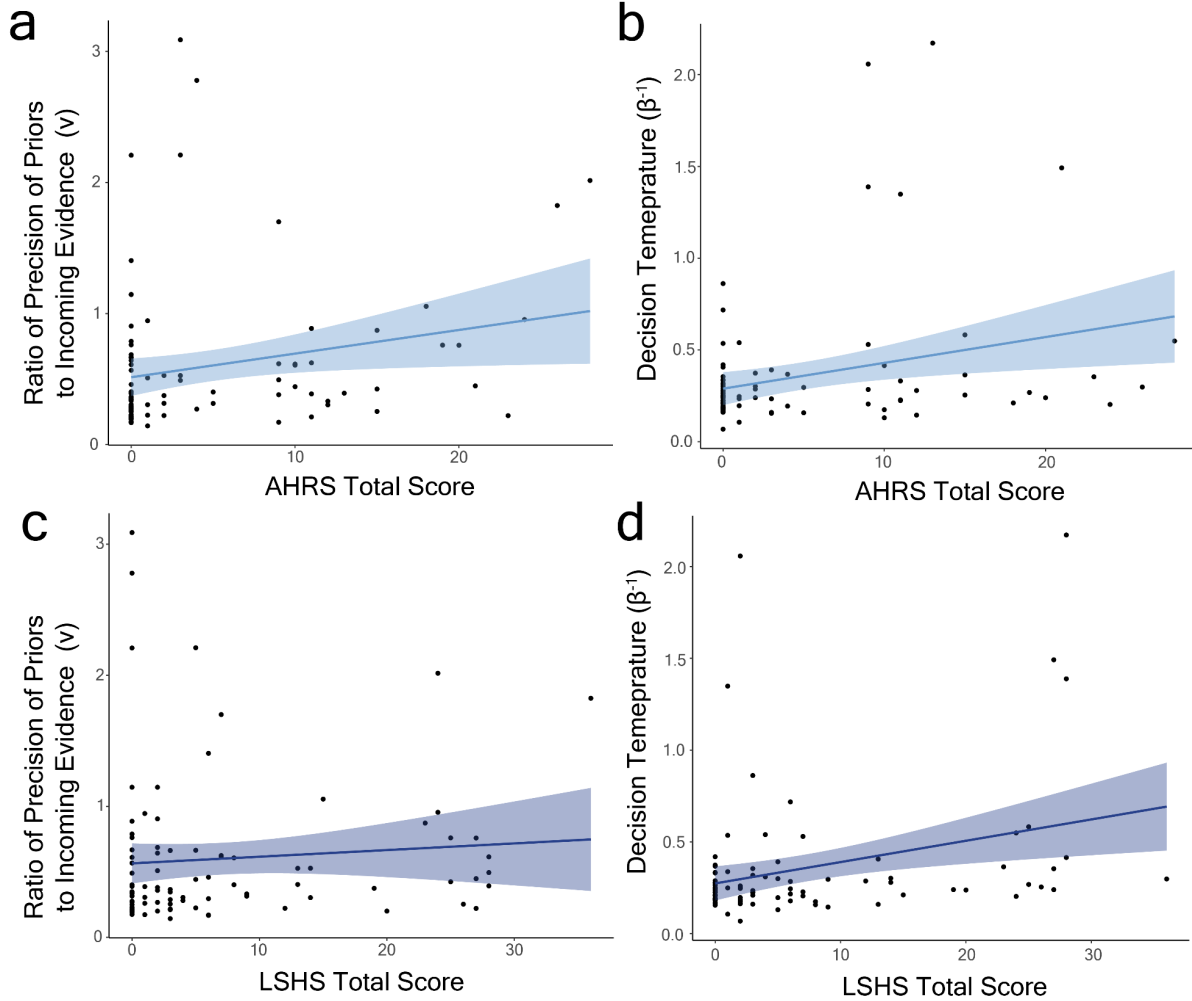 a
Ratio of Precision of Priors
to Incoming Evidence (v)
3
2
1
0
0 10 20
AHRS Total Score
b
Decision Temeprature (β⁻¹)
2.0
1.5
1.0
0.5
0.0
0 10 20
AHRS Total Score
c
Ratio of Precision of Priors
to Incoming Evidence (v)
3
2
1
0
0 10 20 30
LSHS Total Score
d
Decision Temeprature (β⁻¹)
2.0
1.5
1.0
0.5
0.0
0 10 20 30
LSHS Total Score